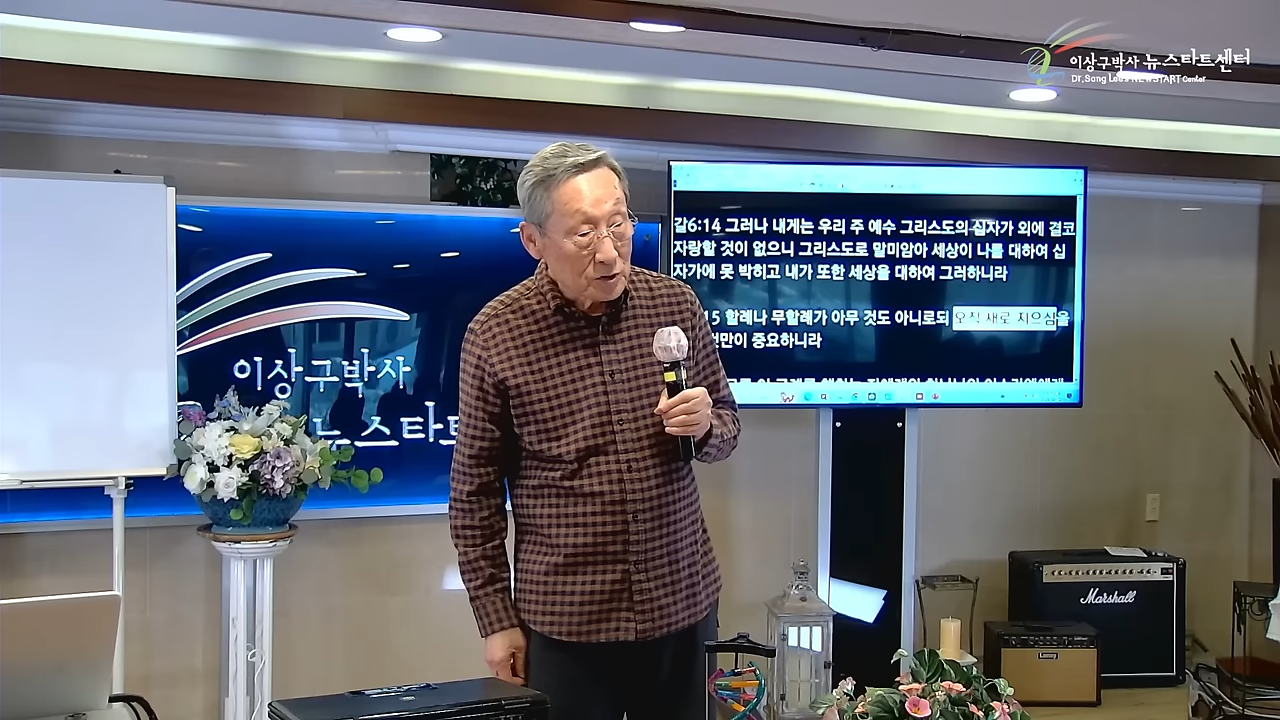 이상구박사 뉴스타트센터
Dr.Sang Lee's NEWSTART Center
갈6:14 그러나 내게는 우리 주 예수 그리스도의 십자가 외에 결코
자랑할 것이 없으니 그리스도로 말미암아 세상이 나를 대하여 십
자가에 못 박히고 내가 또한 세상을 대하여 그러하니라
15 할례나 무할례가 아무 것도 아니로되 오직 새로 지으심을
것만이 중요하니라
이상구박사
뉴스타트
Marshall
Laney